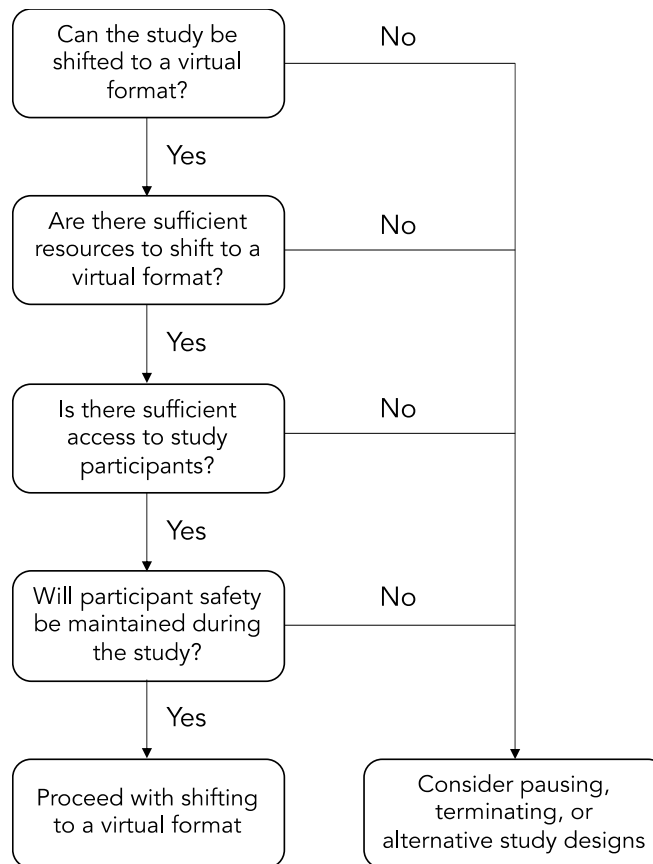 Can the study be
shifted to a virtual
format?
No
Yes
Are there sufficient
resources to shift to a
virtual format?
No
Yes
Is there sufficient
access to study
participants?
No
Yes
Will participant safety
be maintained during
the study?
No
Yes
Proceed with shifting
to a virtual format
Consider pausing,
terminating, or
alternative study designs